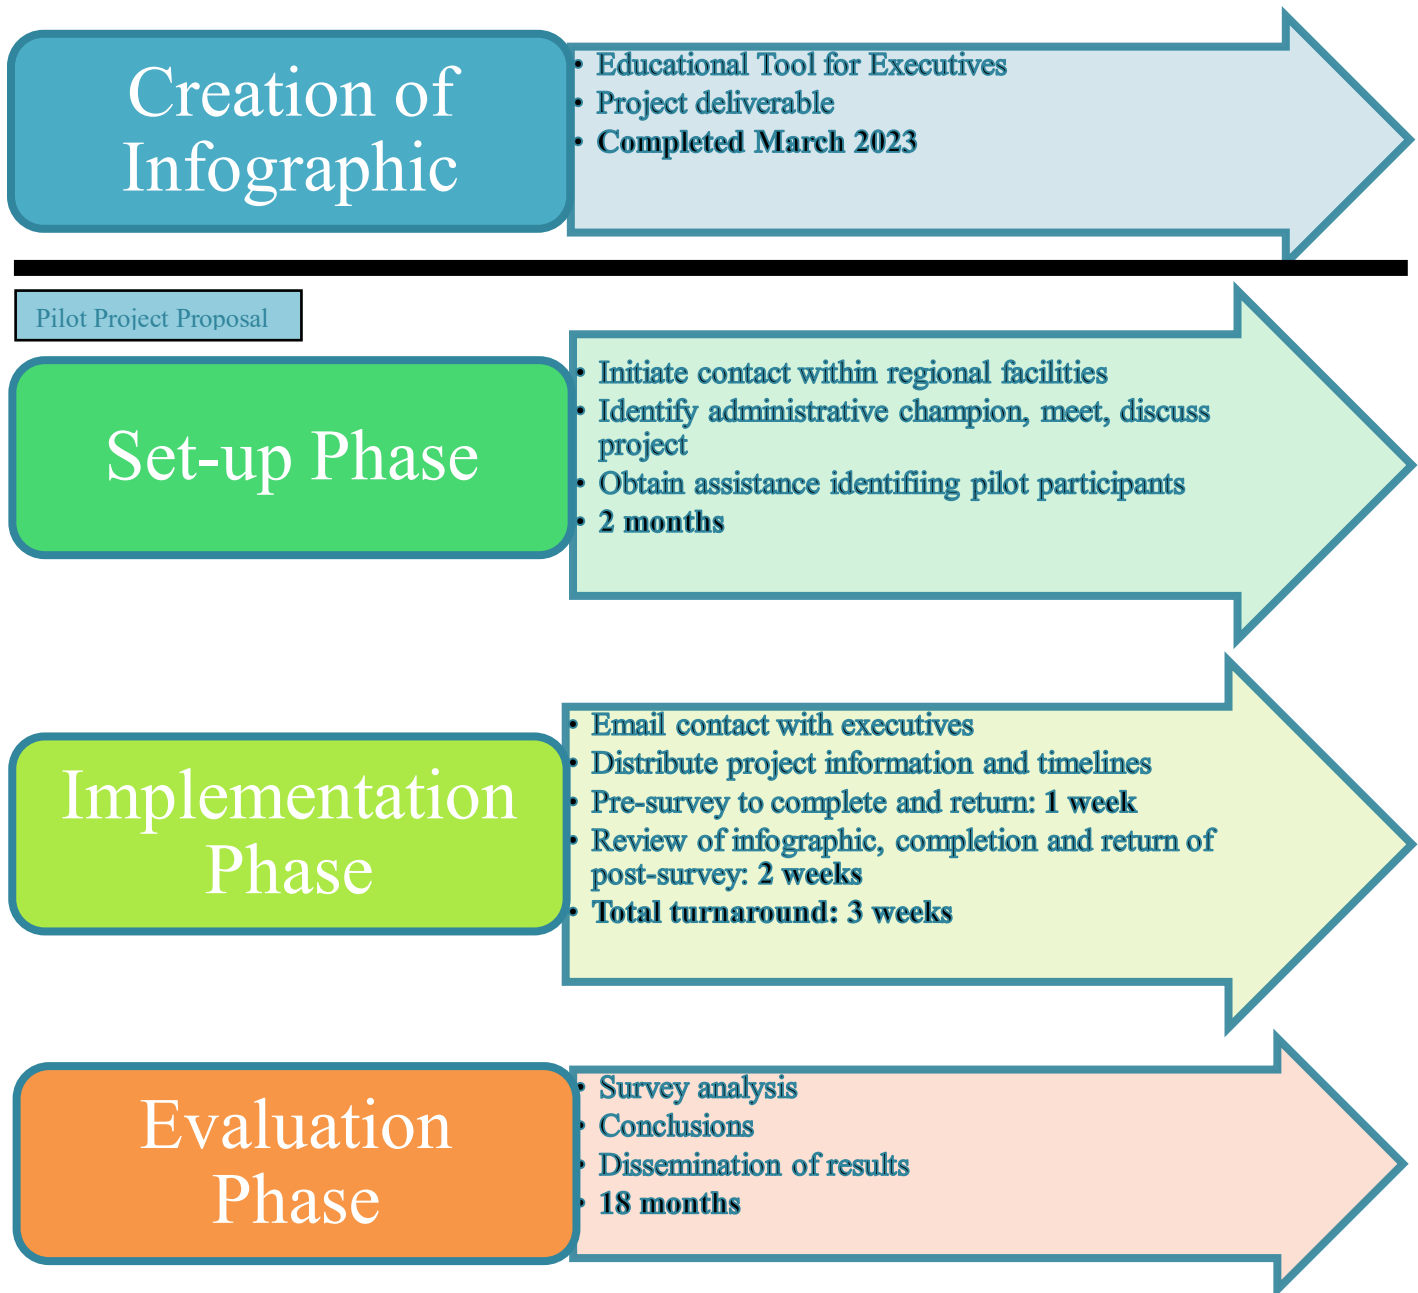 Creation of
Infographic
• Educational Tool for Executives
• Project deliverable
• Completed March 2023
Pilot Project Proposal
Set-up Phase
• Initiate contact within regional facilities
• Identify administrative champion, meet, discuss
project
• Obtain assistance identifiing pilot participants
• 2 months
Implementation
Phase
• Email contact with executives
• Distribute project information and timelines
• Pre-survey to complete and return: 1 week
• Review of infographic, completion and return of
post-survey: 2 weeks
• Total turnaround: 3 weeks
Evaluation
Phase
• Survey analysis
• Conclusions
• Dissemination of results
• 18 months